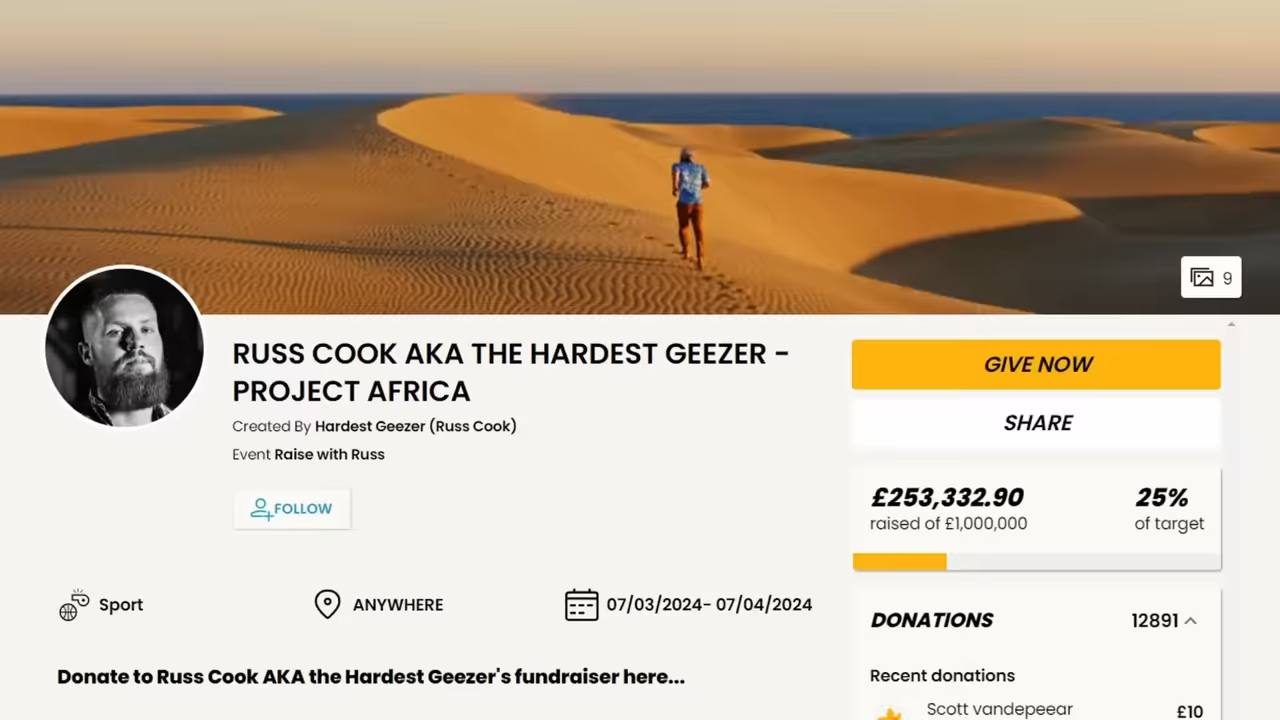 9
RUSS COOK AKA THE HARDEST GEEZER -
PROJECT AFRICA
Created By Hardest Geezer (Russ Cook)
Event Raise with Russ
FOLLOW
Sport
ANYWHERE
07/03/2024- 07/04/2024
Donate to Russ Cook AKA the Hardest Geezer's fundraiser here...
GIVE NOW
SHARE
£253,332.90 25%
raised of £1,000,000 of target
DONATIONS 12891
Recent donations
Scott vandepeear £10